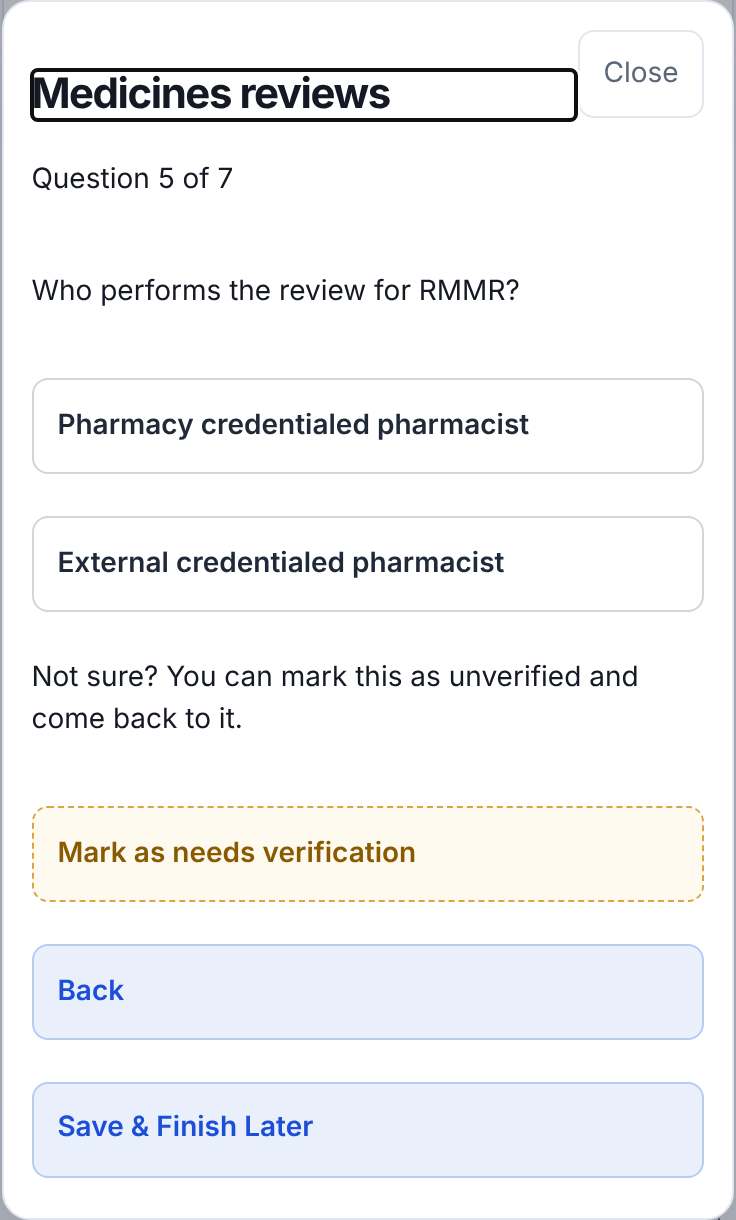 Close
Medicines reviews
Question 5 of 7
Who performs the review for RMMR?
Pharmacy credentialed pharmacist
External credentialed pharmacist
Not sure? You can mark this as unverified and
come back to it.
Mark as needs verification
Back
Save & Finish Later